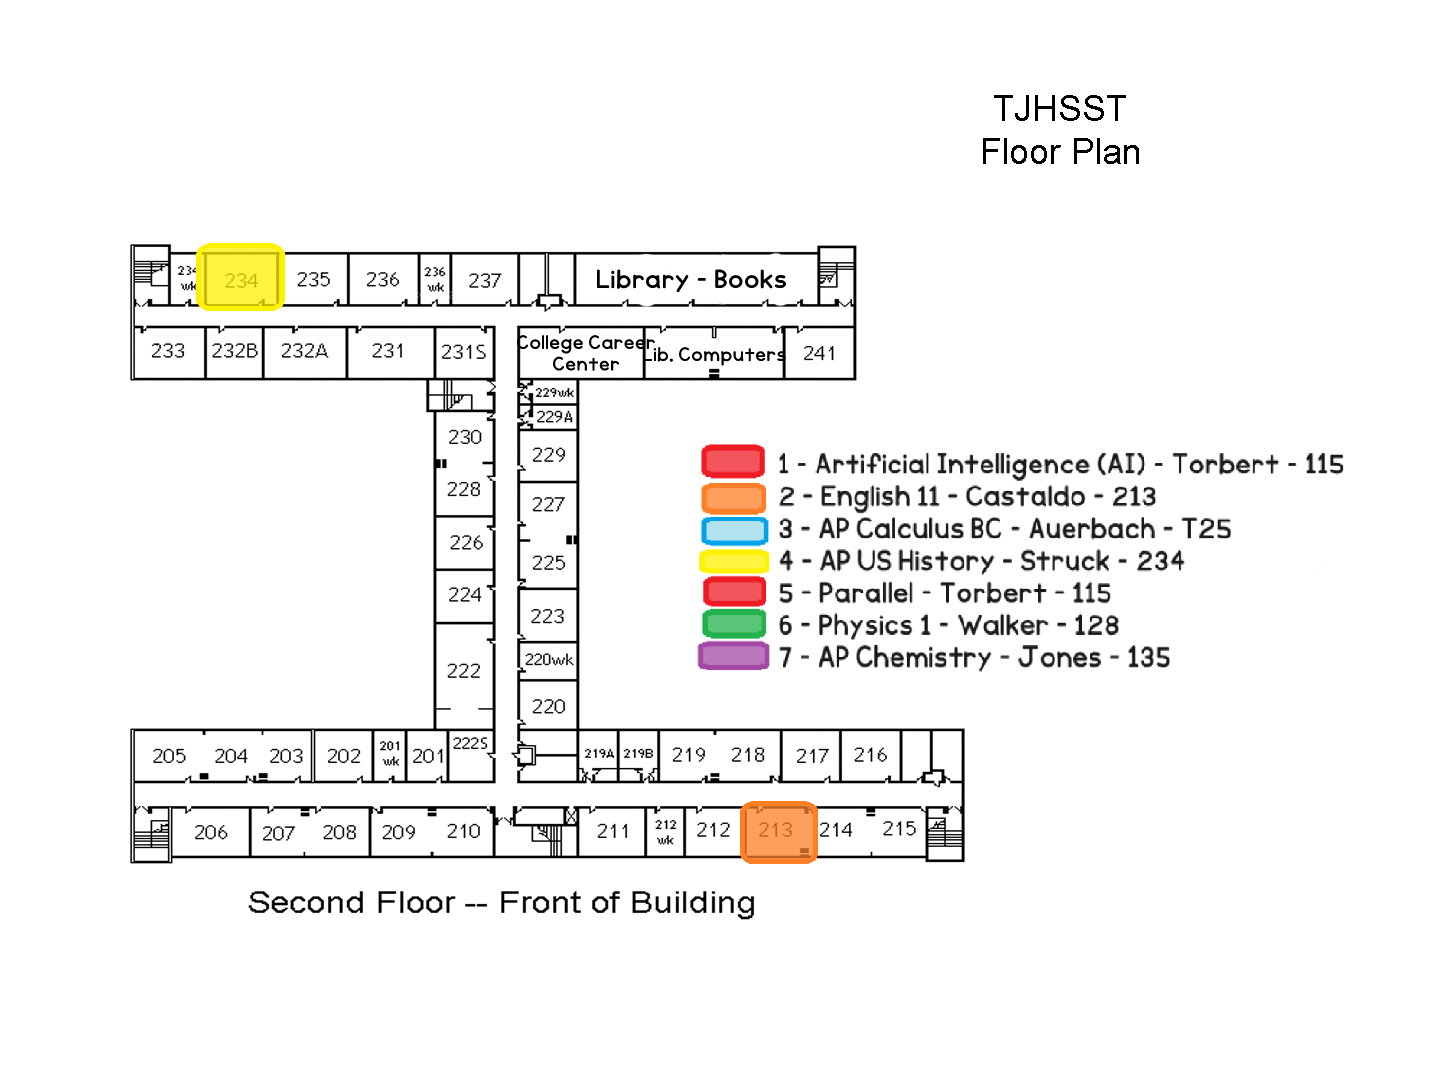 TJHSST
Floor Plan
234
wk
234
235
236
236
wk
237
Library - Books
233
232B
232A
231
231S
College Career
Center
Lib. Computers
241
229wk
229A
230
229
228
227
226
225
224
223
222
220wk
220
1 - Artificial Intelligence (AI) - Torbert - 115
2 - English 11 - Castaldo - 213
3 - AP Calculus BC - Auerbach - T25
4 - AP US History - Struck - 234
5 - Parallel - Torbert - 115
6 - Physics 1 - Walker - 128
7 - AP Chemistry - Jones - 135
205
204
203
202
201
wk
201
222S
219A
219B
219
218
217
216
206
207
208
209
210
211
212
wk
212
213
214
215
Second Floor -- Front of Building